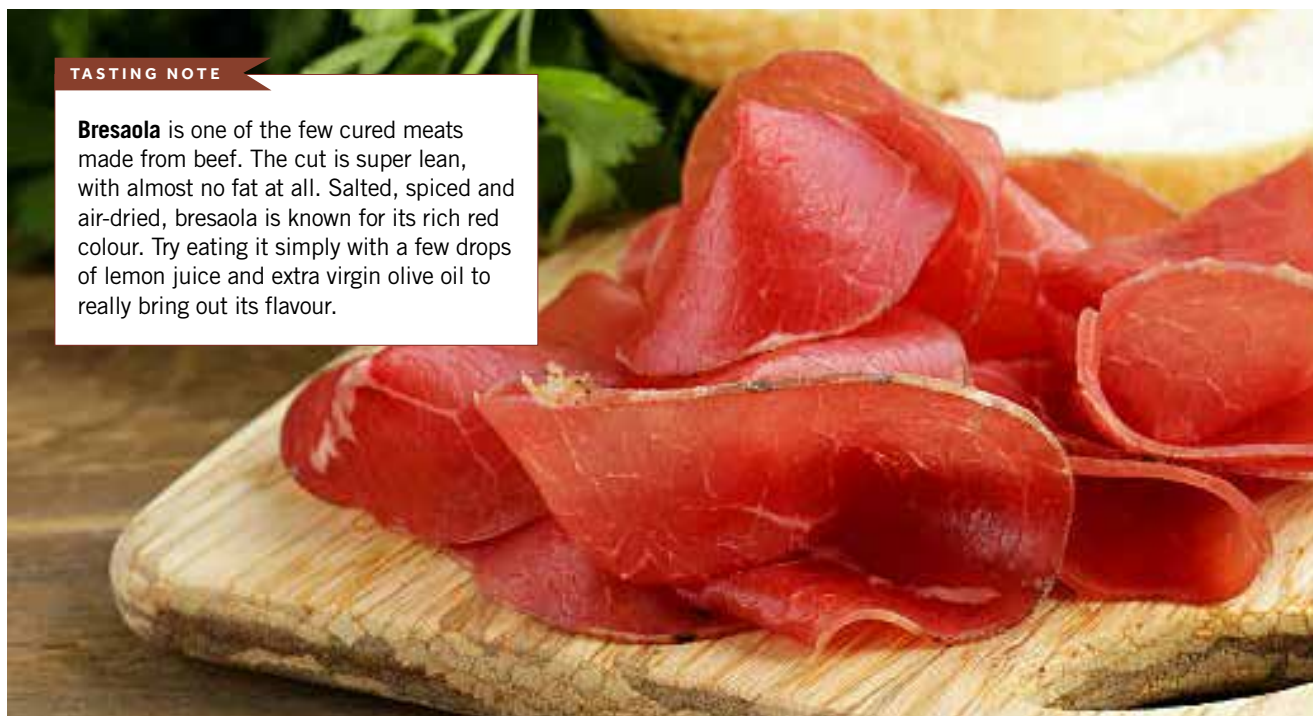 TASTING NOTE
Bresaola is one of the few cured meats
made from beef. The cut is super lean,
with almost no fat at all. Salted, spiced and
air-dried, bresaola is known for its rich red
colour. Try eating it simply with a few drops
of lemon juice and extra virgin olive oil to
really bring out its flavour.